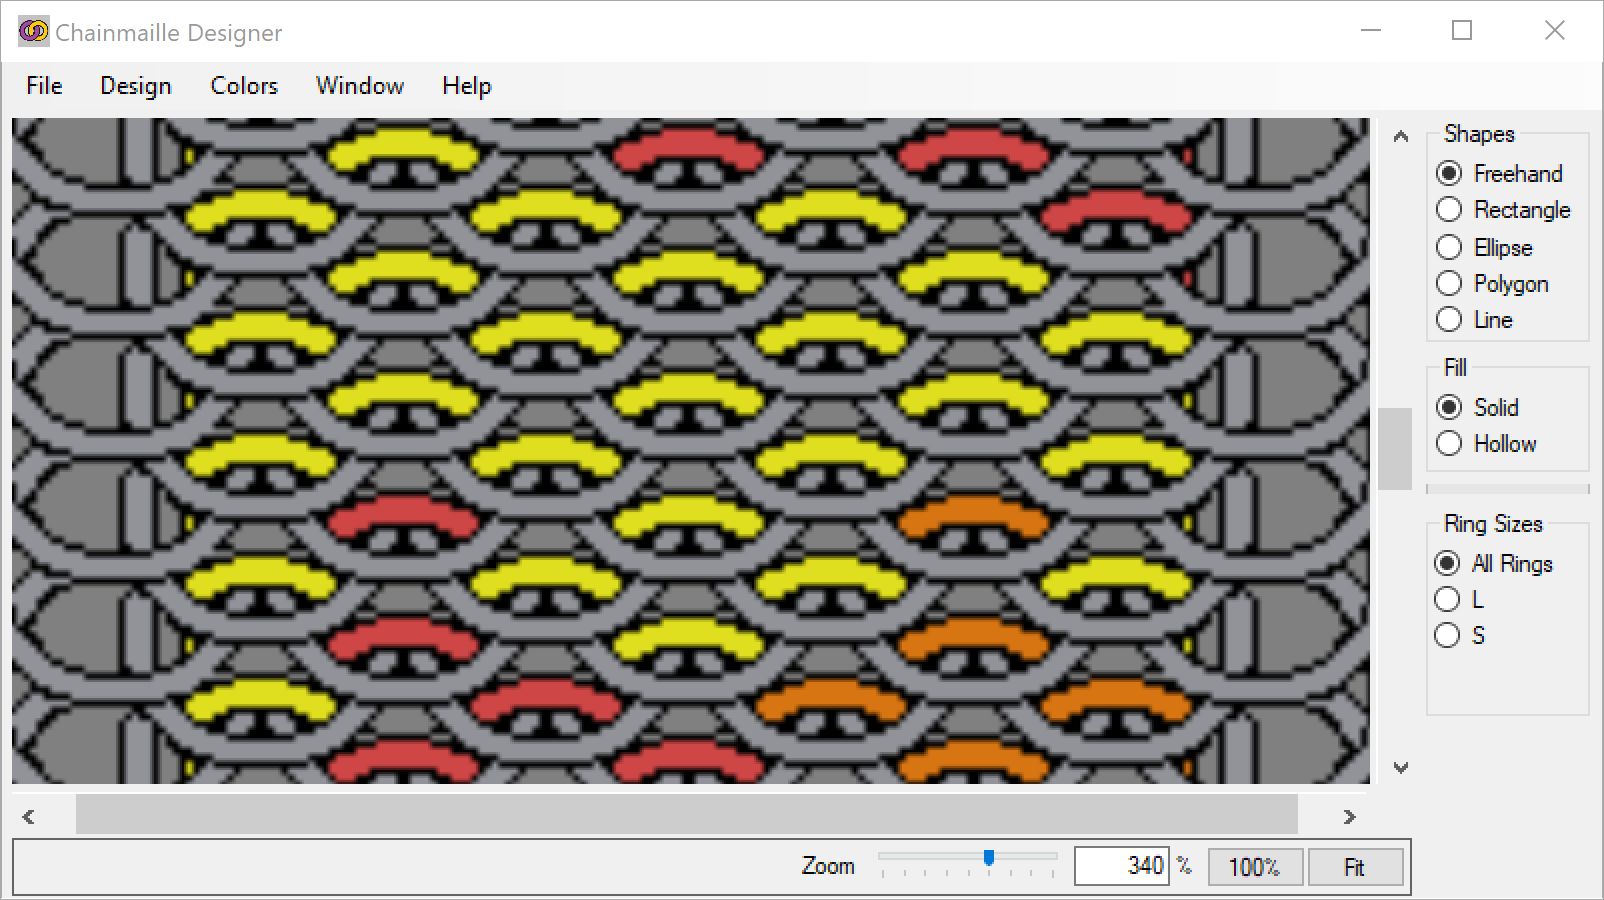 Chainmaille Designer
File Design Colors Window Help
Shapes
Freehand
Rectangle
Ellipse
Polygon
Line
Fill
Solid
Hollow
Ring Sizes
All Rings
L
S
Zoom 340 % 100% Fit